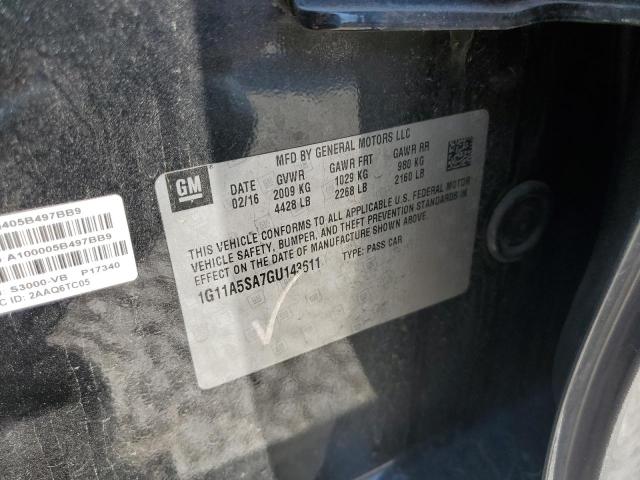 405B497BB9
A100005B497BB9
S3000-VB P17340
C ID: 2AAQ6TC05
GM
MFD BY GENERAL MOTORS LLC
DATE GVWR GAWR FRT GAWR RR
02/16 2009 KG 1029 KG 980 KG
4428 LB 2268 LB 2160 LB
THIS VEHICLE CONFORMS TO ALL APPLICABLE U.S. FEDERAL MOTOR
VEHICLE SAFETY, BUMPER, AND THEFT PREVENTION STANDARDS
IN EFFECT ON THE DATE OF MANUFACTURE SHOWN ABOVE.
1G11A5SA7GU143611 TYPE: PASS CAR